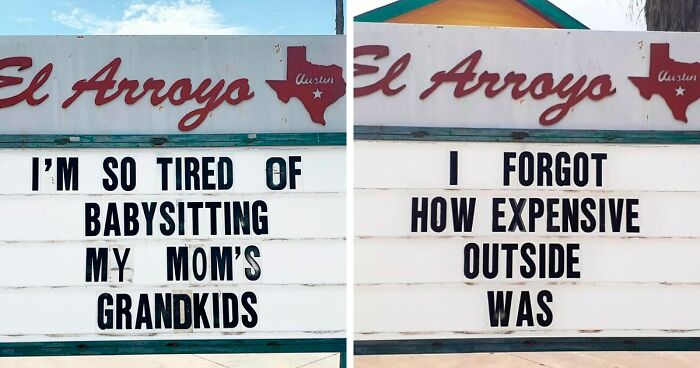 El Arroyo
Austin
I'M SO TIRED OF
BABYSITTING
MY MOM'S
GRANDKIDS
El Arroyo
Austin
I FORGOT
HOW EXPENSIVE
OUTSIDE
WAS